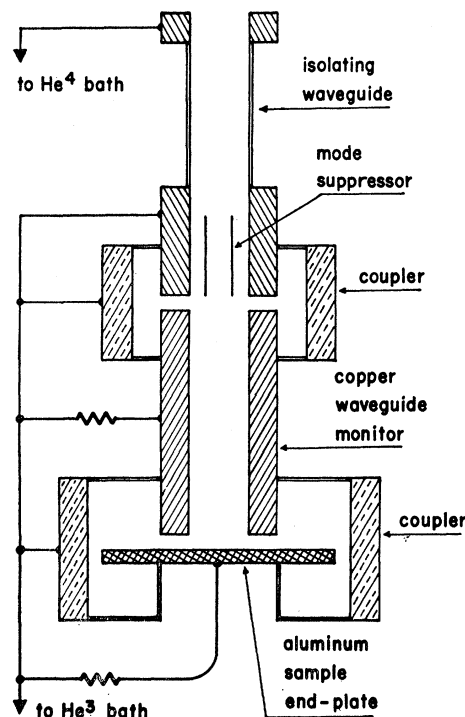 to He⁴ bath
isolating
waveguide
mode
suppressor
coupler
copper
waveguide
monitor
coupler
aluminum
sample
end-plate
to He³ bath